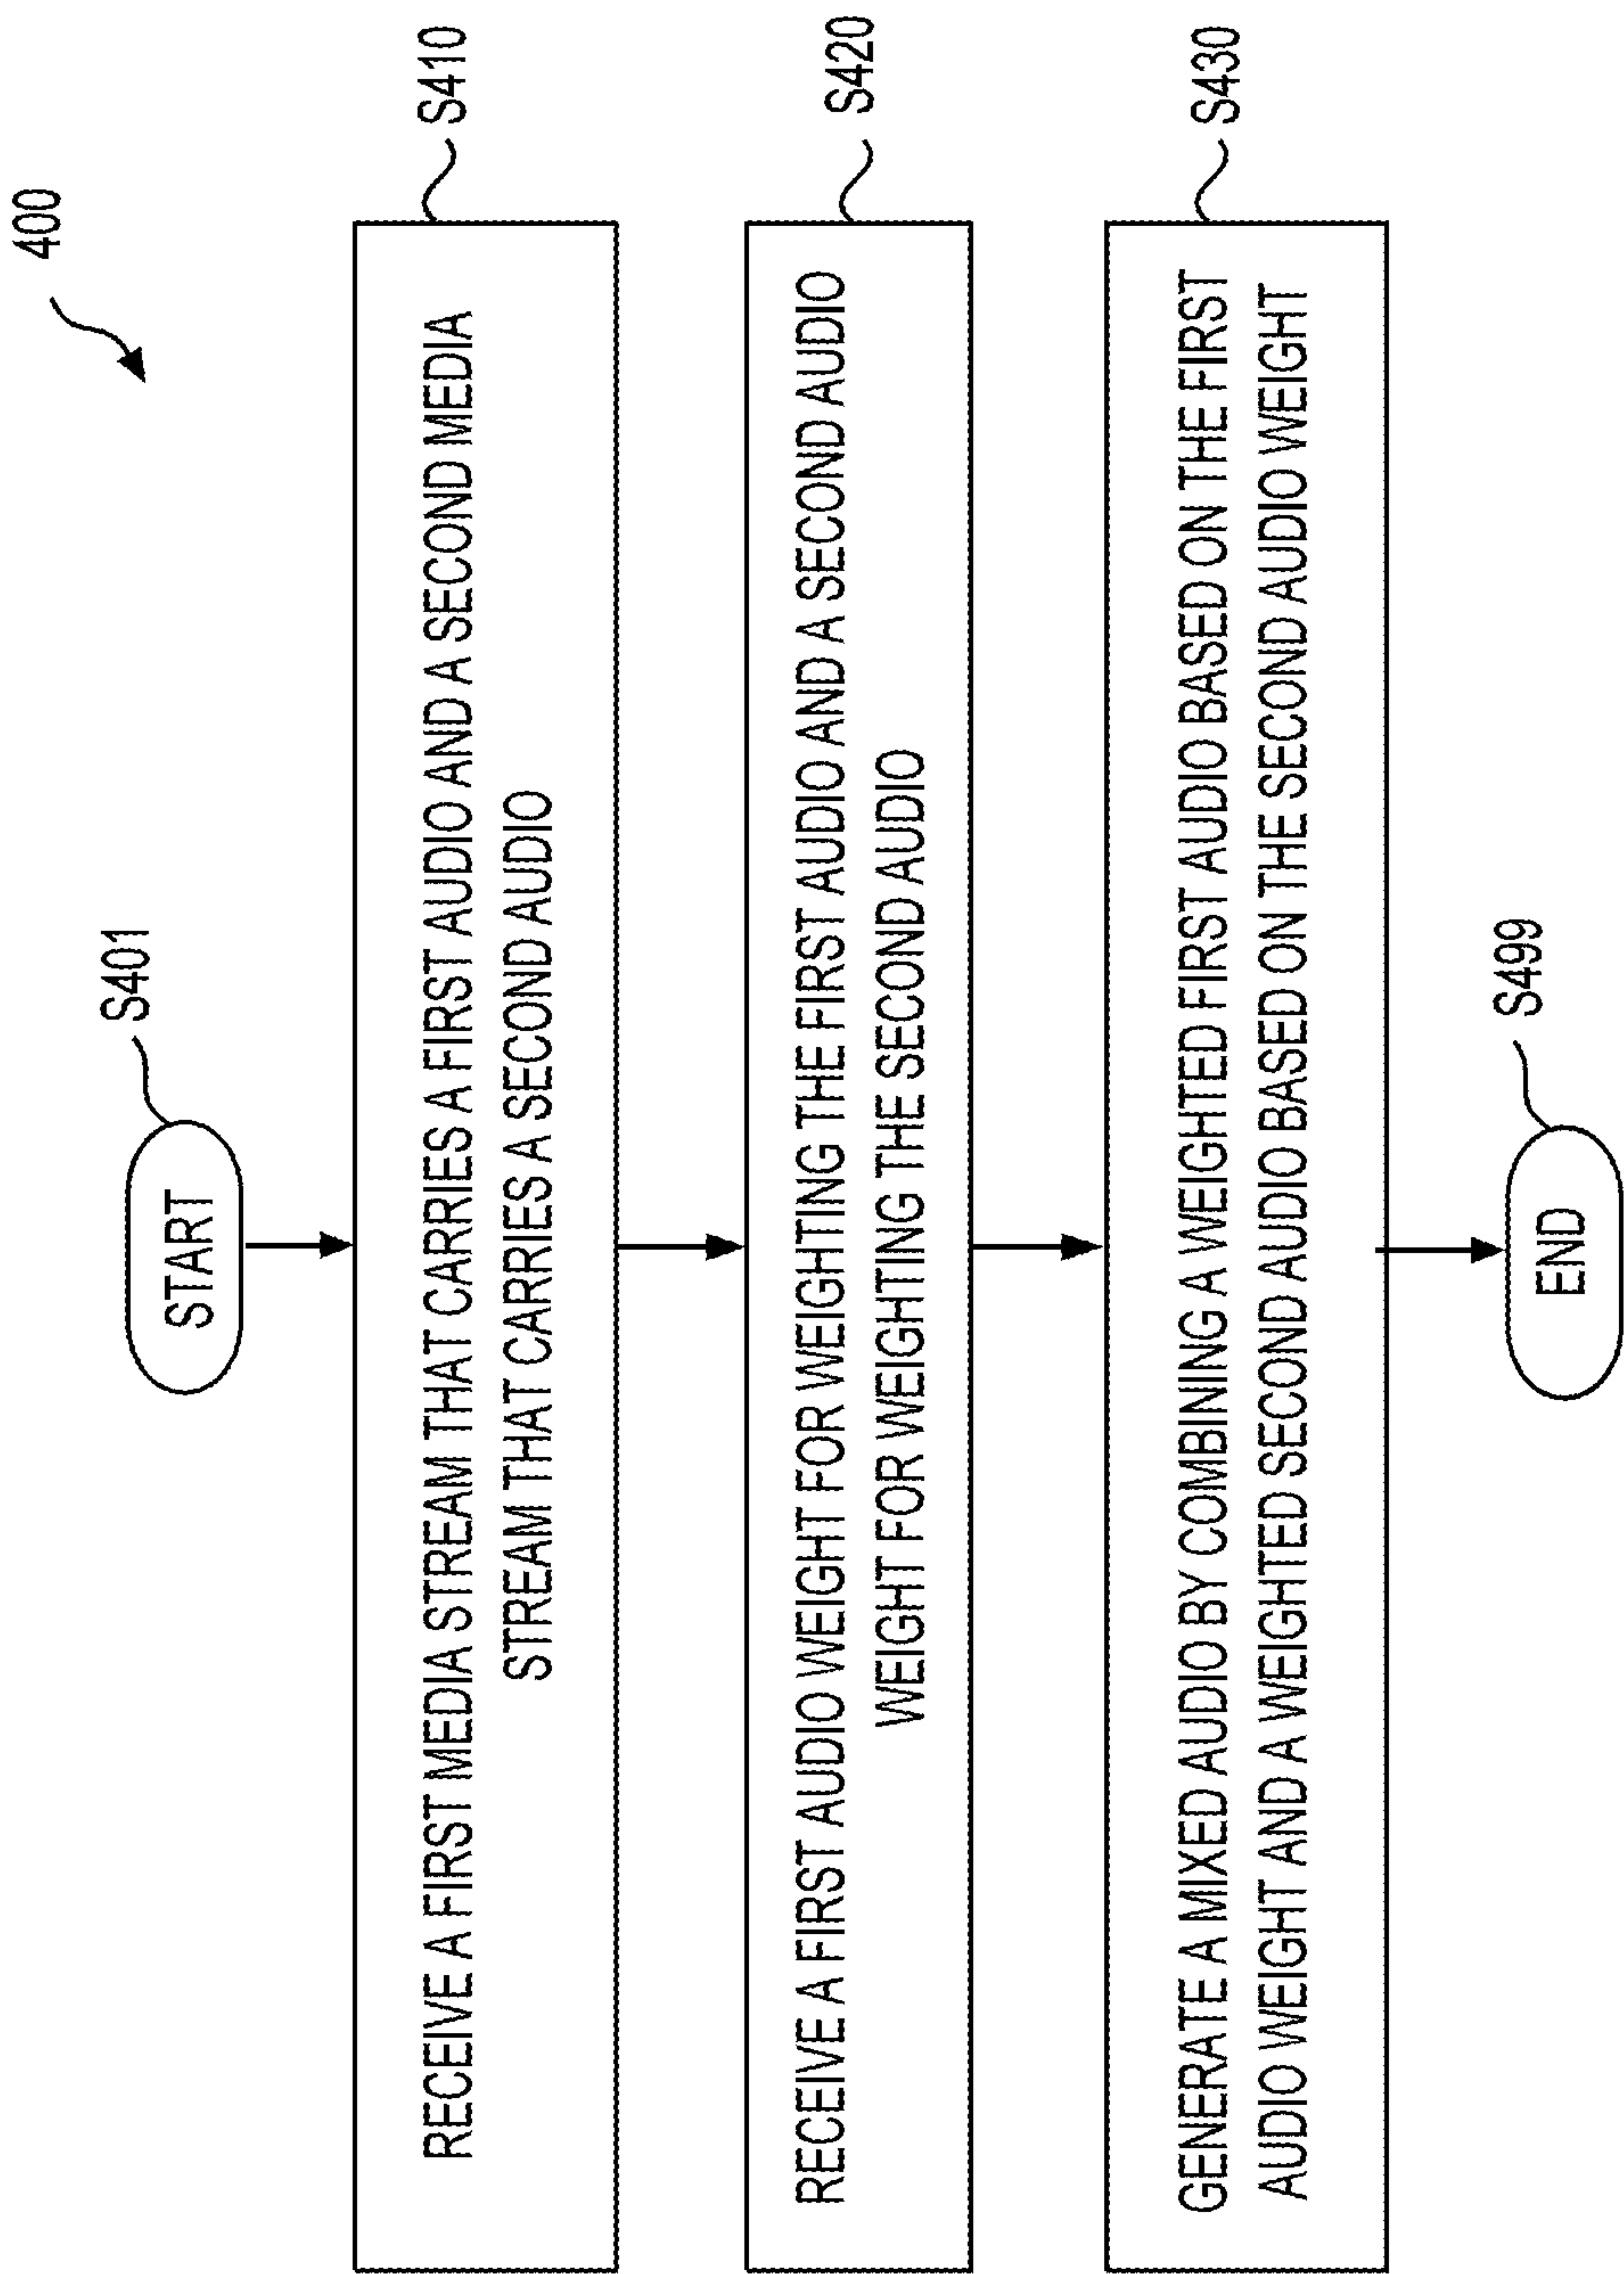 400
START
S401
RECEIVE A FIRST MEDIA STREAM THAT CARRIES A FIRST AUDIO AND A SECOND MEDIA
STREAM THAT CARRIES A SECOND AUDIO
S410
RECEIVE A FIRST AUDIO WEIGHT FOR WEIGHTING THE FIRST AUDIO AND A SECOND AUDIO
WEIGHT FOR WEIGHTING THE SECOND AUDIO
S420
GENERATE A MIXED AUDIO BY COMBINING A WEIGHTED FIRST AUDIO BASED ON THE FIRST
AUDIO WEIGHT AND A WEIGHTED SECOND AUDIO BASED ON THE SECOND AUDIO WEIGHT
S430
END
S499